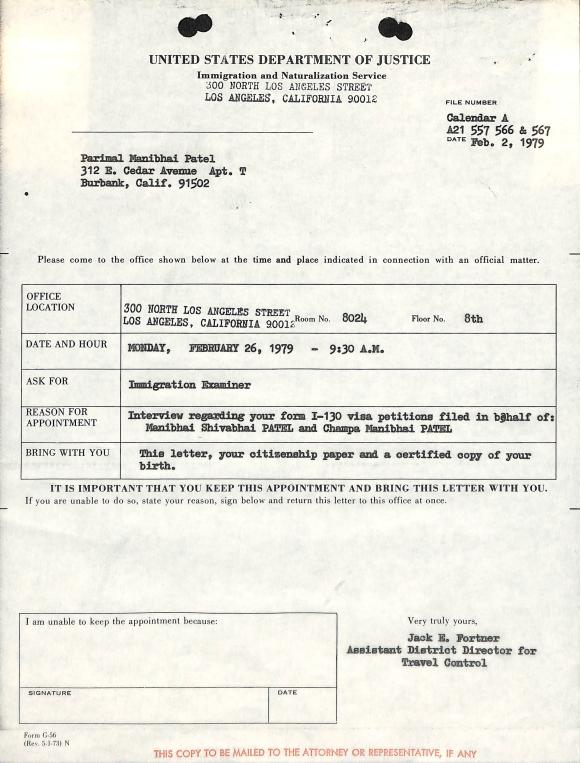 UNITED STATES DEPARTMENT OF JUSTICE
Immigration and Naturalization Service
300 NORTH LOS ANGELES STREET
LOS ANGELES, CALIFORNIA 90012
FILE NUMBER
Calendar A
A21 557 566 & 567
DATE Feb. 2, 1979
Parimal Manibhai Patel
312 E. Cedar Avenue Apt. T
Burbank, Calif. 91502
Please come to the office shown below at the time and place indicated in connection with an official matter.
OFFICE
LOCATION
300 NORTH LOS ANGELES STREET
LOS ANGELES, CALIFORNIA 90012 Room No. 8024 Floor No. 8th
DATE AND HOUR
MONDAY, FEBRUARY 26, 1979 - 9:30 A.M.
ASK FOR
Immigration Examiner
REASON FOR
APPOINTMENT
Interview regarding your form I-130 visa petitions filed in behalf of:
Manibhai Shivabhai PATEL and Champa Manibhai PATEL
BRING WITH YOU
This letter, your citizenship paper and a certified copy of your
birth.
IT IS IMPORTANT THAT YOU KEEP THIS APPOINTMENT AND BRING THIS LETTER WITH YOU.
If you are unable to do so, state your reason, sign below and return this letter to this office at once.
I am unable to keep the appointment because:
SIGNATURE
DATE
Very truly yours,
Jack E. Fortner
Assistant District Director for
Travel Control
Form G-56
(Rev. 5-1-73) N
THIS COPY TO BE MAILED TO THE ATTORNEY OR REPRESENTATIVE, IF ANY